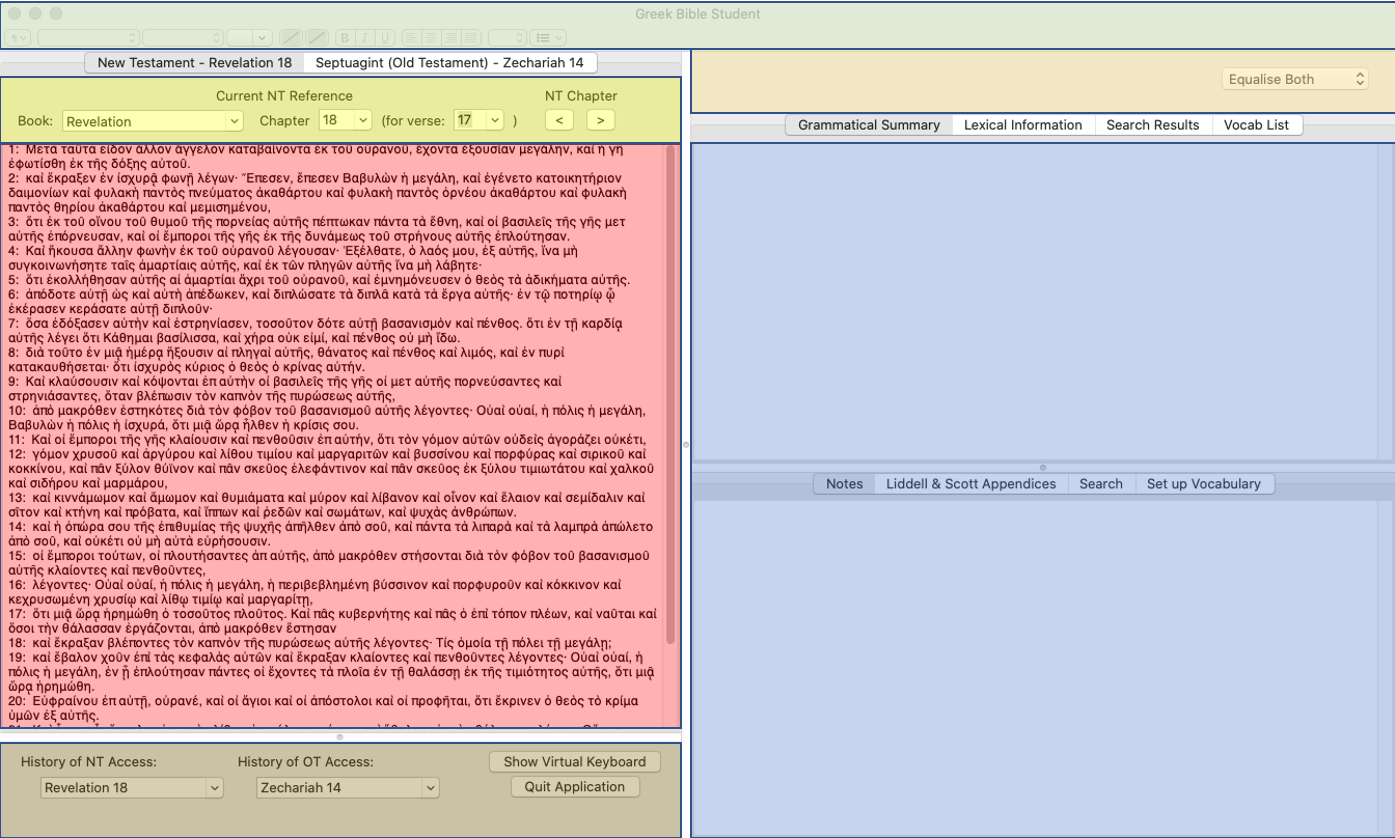 Greek Bible Student
B I U
New Testament - Revelation 18 Septuagint (Old Testament) - Zechariah 14
Equalise Both
Current NT Reference NT Chapter
Book: Revelation Chapter 18 (for verse: 17 ) < >
Grammatical Summary Lexical Information Search Results Vocab List
1: Μετὰ ταῦτα εἶδον ἄλλον ἄγγελον καταβαίνοντα ἐκ τοῦ οὐρανοῦ, ἔχοντα ἐξουσίαν μεγάλην, καὶ ἡ γῆ
ἐφωτίσθη ἐκ τῆς δόξης αὐτοῦ.
2: καὶ ἔκραξεν ἐν ἰσχυρᾷ φωνῇ λέγων· Ἔπεσεν, ἔπεσεν Βαβυλὼν ἡ μεγάλη, καὶ ἐγένετο κατοικητήριον
δαιμονίων καὶ φυλακὴ παντὸς πνεύματος ἀκαθάρτου καὶ φυλακὴ παντὸς ὀρνέου ἀκαθάρτου καὶ φυλακὴ
παντὸς θηρίου ἀκαθάρτου καὶ μεμισημένου,
3: ὅτι ἐκ τοῦ οἴνου τοῦ θυμοῦ τῆς πορνείας αὐτῆς πέπτωκαν πάντα τὰ ἔθνη, καὶ οἱ βασιλεῖς τῆς γῆς μετ
αὐτῆς ἐπόρνευσαν, καὶ οἱ ἔμποροι τῆς γῆς ἐκ τῆς δυνάμεως τοῦ στρήνους αὐτῆς ἐπλούτησαν.
4: Καὶ ἤκουσα ἄλλην φωνὴν ἐκ τοῦ οὐρανοῦ λέγουσαν· Ἐξέλθατε, ὁ λαός μου, ἐξ αὐτῆς, ἵνα μὴ
συγκοινωνήσητε ταῖς ἁμαρτίαις αὐτῆς, καὶ ἐκ τῶν πληγῶν αὐτῆς ἵνα μὴ λάβητε·
5: ὅτι ἐκολλήθησαν αὐτῆς αἱ ἁμαρτίαι ἄχρι τοῦ οὐρανοῦ, καὶ ἐμνημόνευσεν ὁ θεὸς τὰ ἀδικήματα αὐτῆς.
6: ἀπόδοτε αὐτῇ ὡς καὶ αὐτὴ ἀπέδωκεν, καὶ διπλώσατε τὰ διπλᾶ κατὰ τὰ ἔργα αὐτῆς· ἐν τῷ ποτηρίῳ ᾧ
ἐκέρασεν κεράσατε αὐτῇ διπλοῦν·
7: ὅσα ἐδόξασεν αὑτὴν καὶ ἐστρηνίασεν, τοσοῦτον δότε αὐτῇ βασανισμὸν καὶ πένθος. ὅτι ἐν τῇ καρδίᾳ
αὐτῆς λέγει ὅτι Κάθημαι βασίλισσα, καὶ χήρα οὐκ εἰμί, καὶ πένθος οὐ μὴ ἴδω.
8: διὰ τοῦτο ἐν μιᾷ ἡμέρᾳ ἥξουσιν αἱ πληγαὶ αὐτῆς, θάνατος καὶ πένθος καὶ λιμός, καὶ ἐν πυρὶ
κατακαυθήσεται· ὅτι ἰσχυρὸς κύριος ὁ θεὸς ὁ κρίνας αὐτήν.
9: Καὶ κλαύσουσιν καὶ κόψονται ἐπ αὐτὴν οἱ βασιλεῖς τῆς γῆς οἱ μετ αὐτῆς πορνεύσαντες καὶ
στρηνιάσαντες, ὅταν βλέπωσιν τὸν καπνὸν τῆς πυρώσεως αὐτῆς,
10: ἀπὸ μακρόθεν ἑστηκότες διὰ τὸν φόβον τοῦ βασανισμοῦ αὐτῆς λέγοντες· Οὐαὶ οὐαί, ἡ πόλις ἡ μεγάλη,
Βαβυλὼν ἡ πόλις ἡ ἰσχυρά, ὅτι μιᾷ ὥρᾳ ἦλθεν ἡ κρίσις σου.
11: Καὶ οἱ ἔμποροι τῆς γῆς κλαίουσιν καὶ πενθοῦσιν ἐπ αὐτήν, ὅτι τὸν γόμον αὐτῶν οὐδεὶς ἀγοράζει οὐκέτι,
12: γόμον χρυσοῦ καὶ ἀργύρου καὶ λίθου τιμίου καὶ μαργαριτῶν καὶ βυσσίνου καὶ πορφύρας καὶ σιρικοῦ καὶ
κοκκίνου, καὶ πᾶν ξύλον θύϊνον καὶ πᾶν σκεῦος ἐλεφάντινον καὶ πᾶν σκεῦος ἐκ ξύλου τιμιωτάτου καὶ χαλκοῦ
καὶ σιδήρου καὶ μαρμάρου,
13: καὶ κιννάμωμον καὶ ἄμωμον καὶ θυμιάματα καὶ μύρον καὶ λίβανον καὶ οἶνον καὶ ἔλαιον καὶ σεμίδαλιν καὶ
σῖτον καὶ κτήνη καὶ πρόβατα, καὶ ἵππων καὶ ῥεδῶν καὶ σωμάτων, καὶ ψυχὰς ἀνθρώπων.
14: καὶ ἡ ὀπώρα σου τῆς ἐπιθυμίας τῆς ψυχῆς ἀπῆλθεν ἀπὸ σοῦ, καὶ πάντα τὰ λιπαρὰ καὶ τὰ λαμπρὰ ἀπώλετο
ἀπὸ σοῦ, καὶ οὐκέτι οὐ μὴ αὐτὰ εὑρήσουσιν.
15: οἱ ἔμποροι τούτων, οἱ πλουτήσαντες ἀπ αὐτῆς, ἀπὸ μακρόθεν στήσονται διὰ τὸν φόβον τοῦ βασανισμοῦ
αὐτῆς κλαίοντες καὶ πενθοῦντες,
16: λέγοντες· Οὐαὶ οὐαί, ἡ πόλις ἡ μεγάλη, ἡ περιβεβλημένη βύσσινον καὶ πορφυροῦν καὶ κόκκινον καὶ
κεχρυσωμένη χρυσίῳ καὶ λίθῳ τιμίῳ καὶ μαργαρίτῃ,
17: ὅτι μιᾷ ὥρᾳ ἠρημώθη ὁ τοσοῦτος πλοῦτος. Καὶ πᾶς κυβερνήτης καὶ πᾶς ὁ ἐπὶ τόπον πλέων, καὶ ναῦται καὶ
ὅσοι τὴν θάλασσαν ἐργάζονται, ἀπὸ μακρόθεν ἔστησαν
18: καὶ ἔκραξαν βλέποντες τὸν καπνὸν τῆς πυρώσεως αὐτῆς λέγοντες· Τίς ὁμοία τῇ πόλει τῇ μεγάλῃ;
19: καὶ ἔβαλον χοῦν ἐπὶ τὰς κεφαλὰς αὐτῶν καὶ ἔκραξαν κλαίοντες καὶ πενθοῦντες λέγοντες· Οὐαὶ οὐαί, ἡ
πόλις ἡ μεγάλη, ἐν ᾗ ἐπλούτησαν πάντες οἱ ἔχοντες τὰ πλοῖα ἐν τῇ θαλάσσῃ ἐκ τῆς τιμιότητος αὐτῆς, ὅτι μιᾷ
ὥρᾳ ἠρημώθη.
20: Εὐφραίνου ἐπ αὐτῇ, οὐρανέ, καὶ οἱ ἅγιοι καὶ οἱ ἀπόστολοι καὶ οἱ προφῆται, ὅτι ἔκρινεν ὁ θεὸς τὸ κρίμα
ὑμῶν ἐξ αὐτῆς.
Notes Liddell & Scott Appendices Search Set up Vocabulary
History of NT Access: History of OT Access: Show Virtual Keyboard
Revelation 18 Zechariah 14 Quit Application